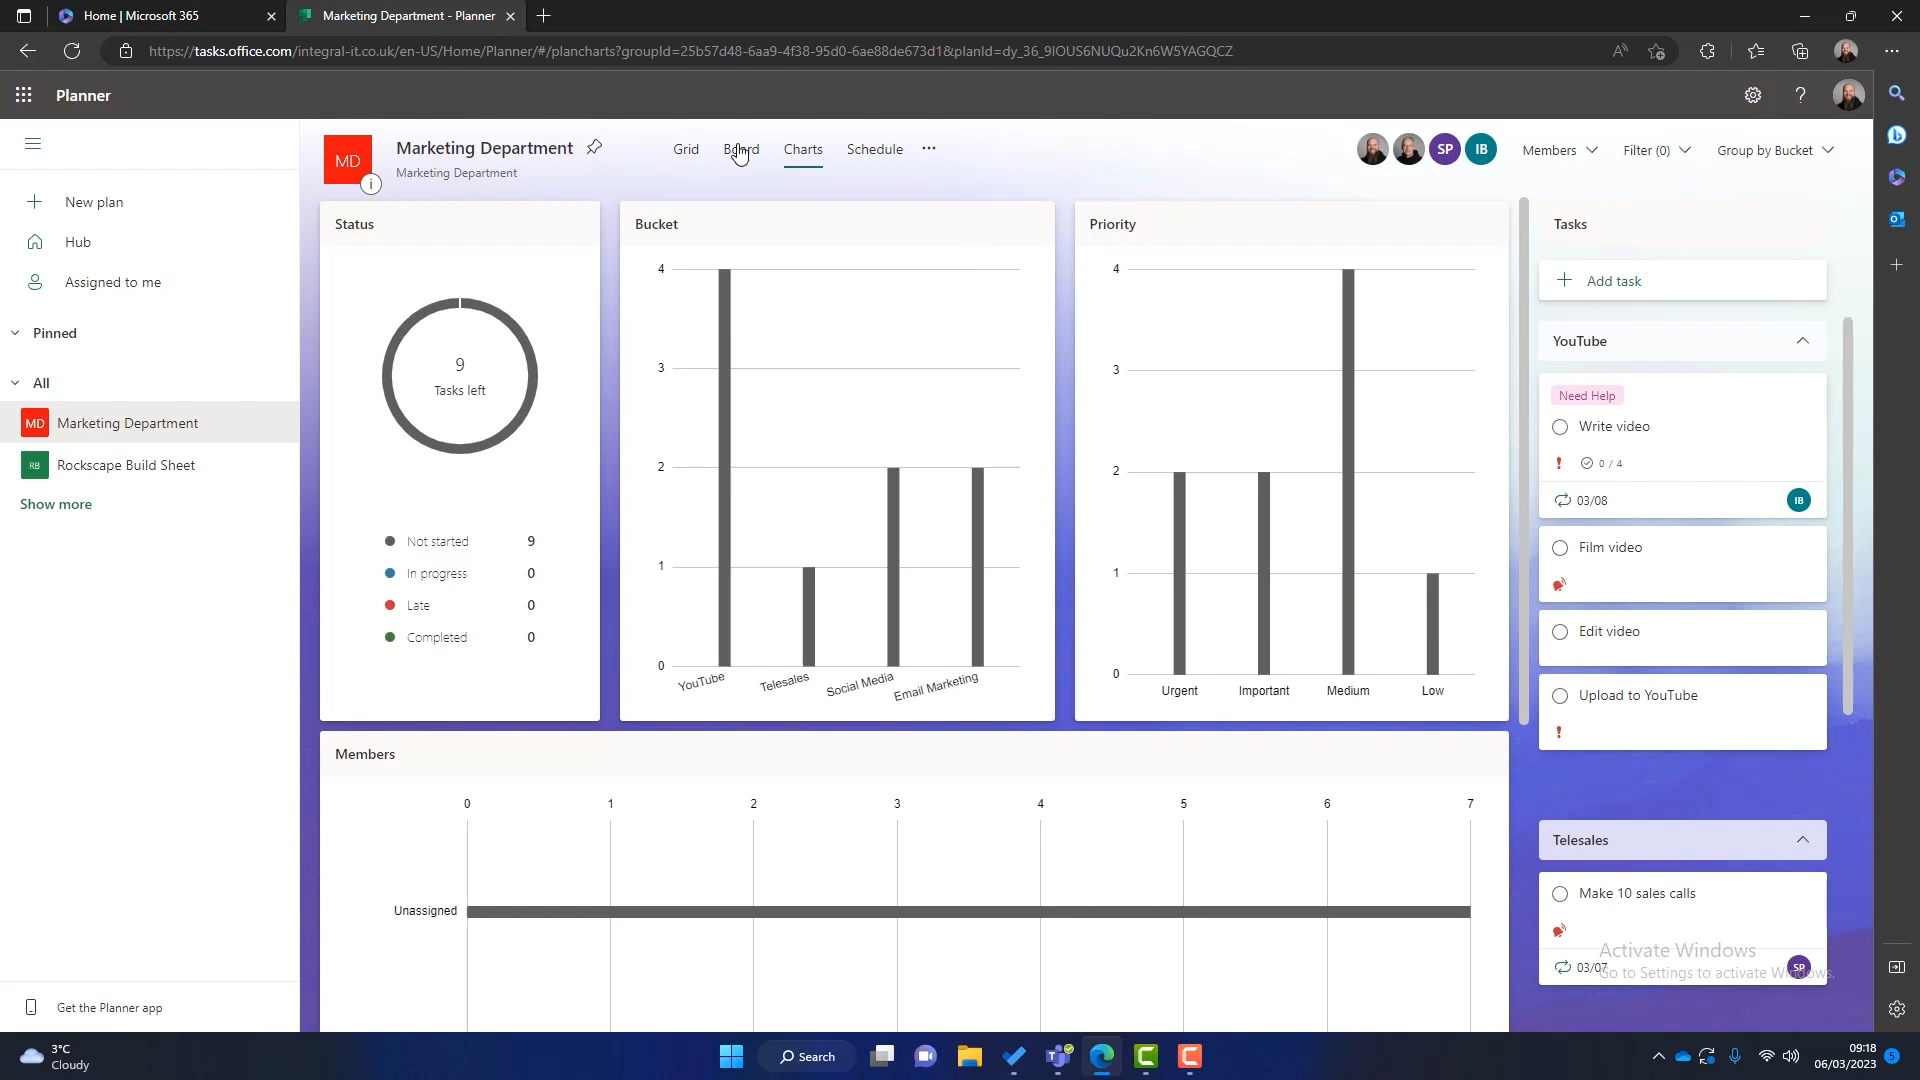 Home | Microsoft 365
Marketing Department - Planner
https://tasks.office.com/integral-it.co.uk/en-US/Home/Planner/#/plancharts?groupId=25b57d48-6aa9-4f38-95d0-6ae88de673d1&planId=dy_36_9IOUS6NUQu2Kn6W5YAGQCZ
Planner
MD
Marketing Department
Marketing Department
Grid
Board
Charts
Schedule
SP
IB
Members
Filter (0)
Group by Bucket
New plan
Hub
Assigned to me
Pinned
All
MD Marketing Department
RB Rockscape Build Sheet
Show more
Get the Planner app
Status
9
Tasks left
Not started 9
In progress 0
Late 0
Completed 0
Bucket
4
3
2
1
0
YouTube
Telesales
Social Media
Email Marketing
Priority
4
3
2
1
0
Urgent
Important
Medium
Low
Members
0 1 2 3 4 5 6 7
Unassigned
Tasks
Add task
YouTube
Need Help
Write video
0 / 4
03/08
IB
Film video
Edit video
Upload to YouTube
Telesales
Make 10 sales calls
03/07
SP
Activate Windows
Go to Settings to activate Windows.
3°C
Cloudy
Search
09:18
06/03/2023
5